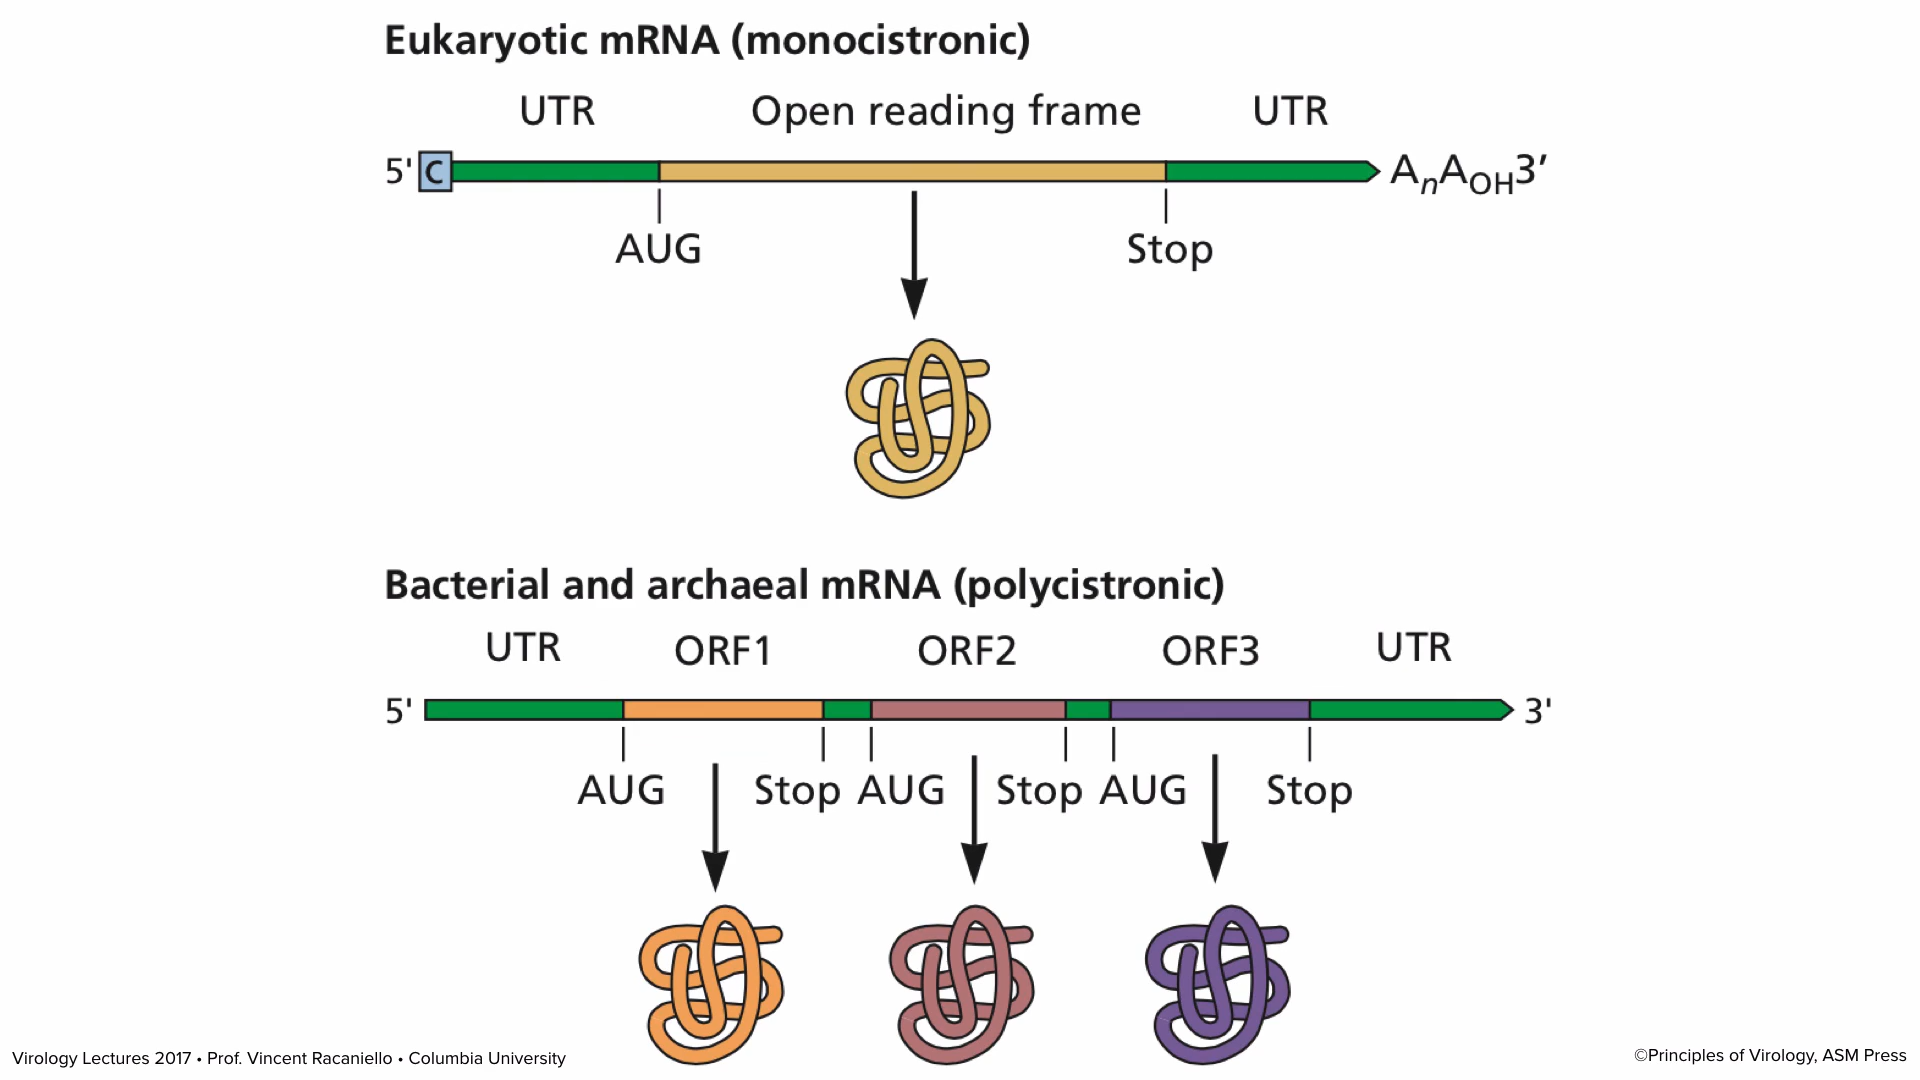 Eukaryotic mRNA (monocistronic)
UTR Open reading frame UTR
5' C AnAOH3′
AUG Stop
Bacterial and archaeal mRNA (polycistronic)
UTR ORF1 ORF2 ORF3 UTR
5' 3'
AUG Stop AUG Stop AUG Stop
Virology Lectures 2017 • Prof. Vincent Racaniello • Columbia University
©Principles of Virology, ASM Press